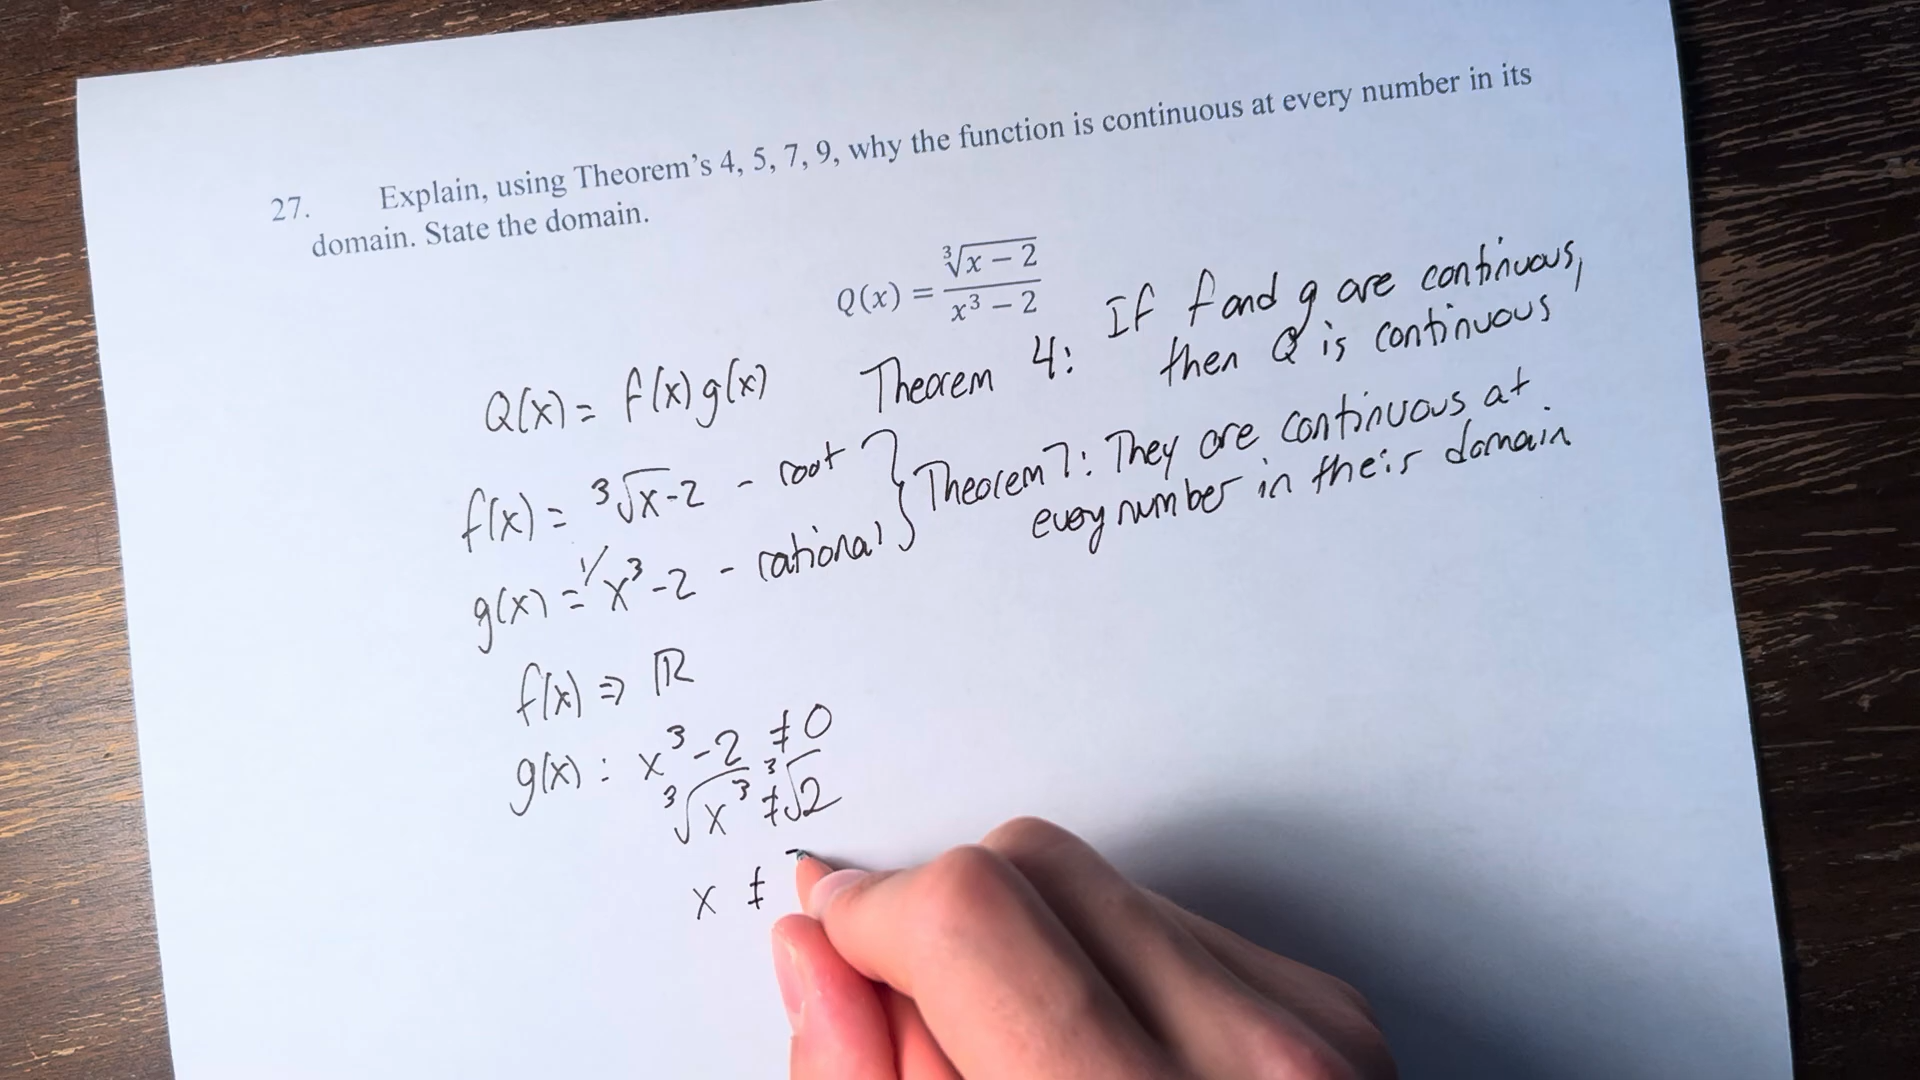 27. Explain, using Theorem's 4, 5, 7, 9, why the function is continuous at every number in its
domain. State the domain.
Q(x) = ∛(x − 2) / (x³ − 2)
Q(x) = f(x) g(x) Theorem 4: If f and g are continuous,
then Q is continuous
f(x) = ³√x-2 - root } Theorem 7: They are continuous at
g(x) = 1/x³-2 - rational } every number in their domain.
f(x) ⇒ ℝ
g(x) : x³-2 ≠ 0
³√x³ ≠ ³√2
x ≠